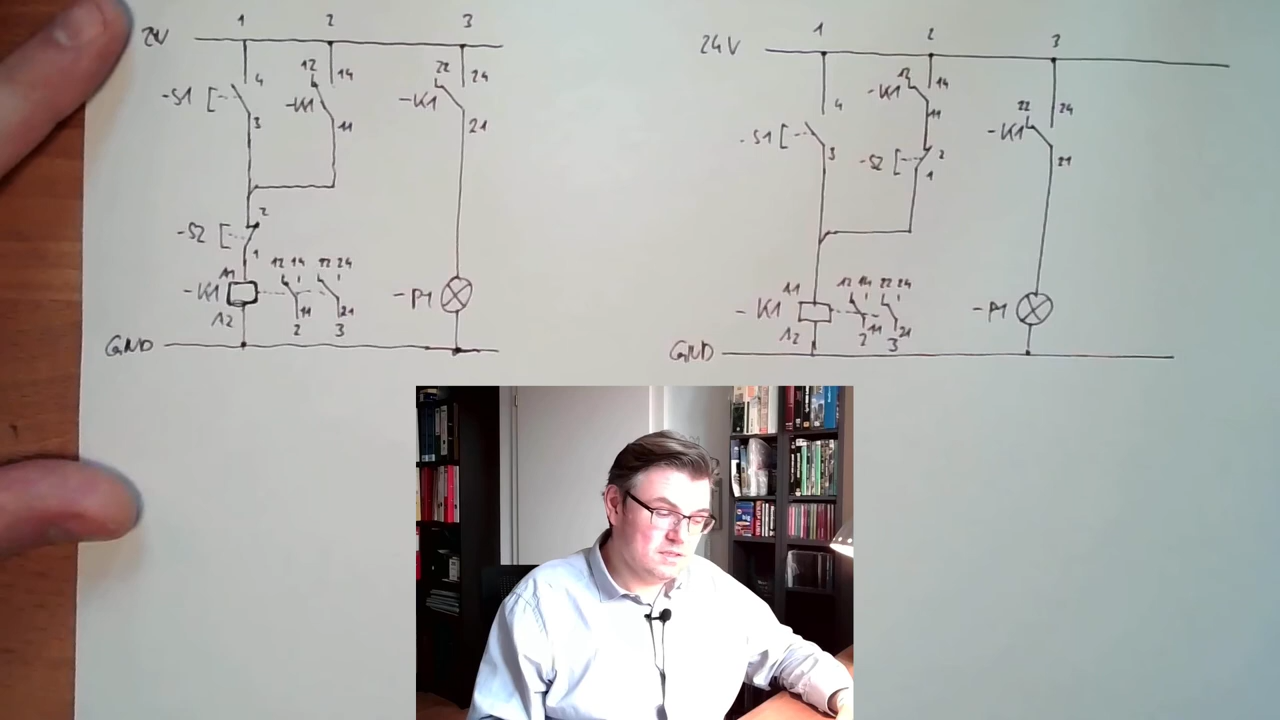 1 2 3
24V
4 12 14 22 24
-S1 -K1 -K1
3 11 21
2
-S2
1
A1 12 14 22 24
-K1 -P1
A2 11 21
2 3
GND
1 2 3
24V
12 14
-K1 22 24
4 11 -K1
-S1
3 -S2 2 21
1
A1 12 14 22 24
-K1 -P1
A2 11 21
2 3
GND
big